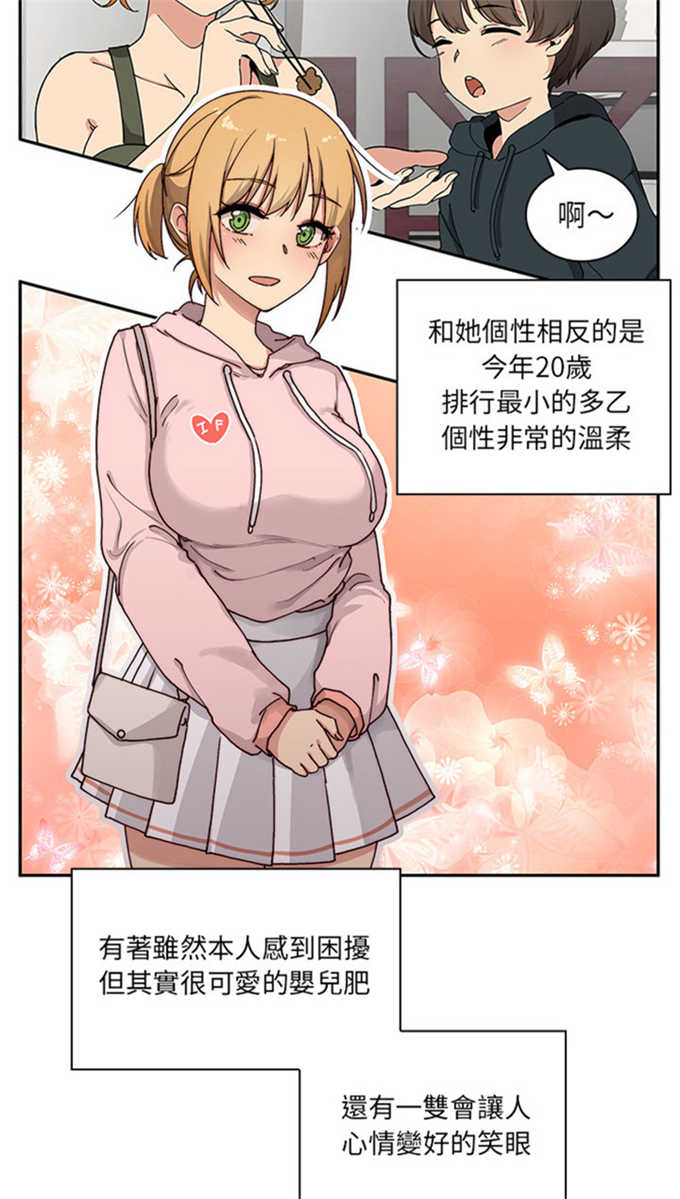 啊～
和她個性相反的是
今年20歲
排行最小的多乙
個性非常的溫柔
I F
有著雖然本人感到困擾
但其實很可愛的嬰兒肥
還有一雙會讓人
心情變好的笑眼